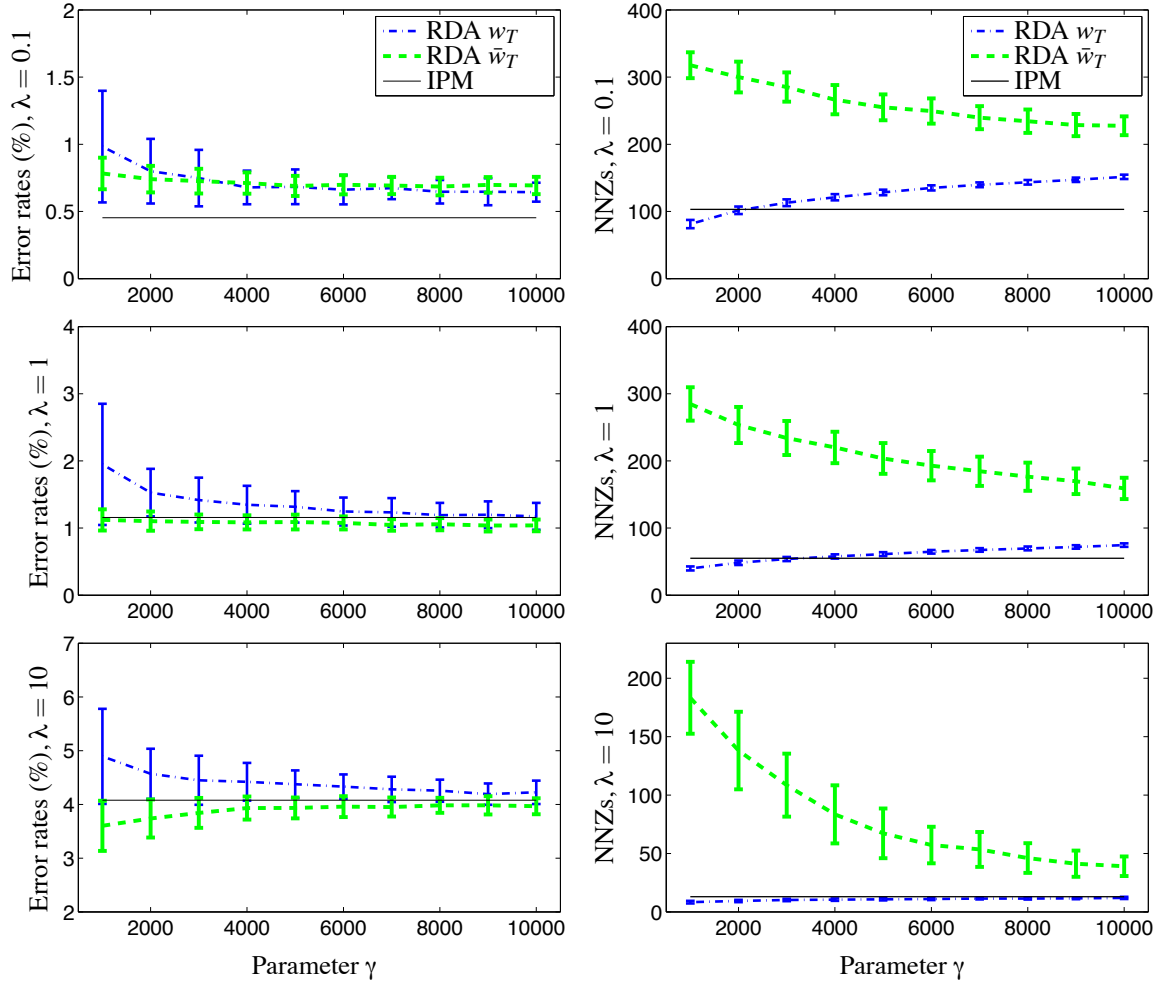 Error rates (%), λ = 0.1
2
1.5
1
0.5
0
2000 4000 6000 8000 10000
RDA w_T
RDA w̄_T
IPM
NNZs, λ = 0.1
400
300
200
100
0
2000 4000 6000 8000 10000
RDA w_T
RDA w̄_T
IPM
Error rates (%), λ = 1
4
3
2
1
0
2000 4000 6000 8000 10000
NNZs, λ = 1
400
300
200
100
0
2000 4000 6000 8000 10000
Error rates (%), λ = 10
7
6
5
4
3
2
2000 4000 6000 8000 10000
Parameter γ
NNZs, λ = 10
200
150
100
50
0
2000 4000 6000 8000 10000
Parameter γ